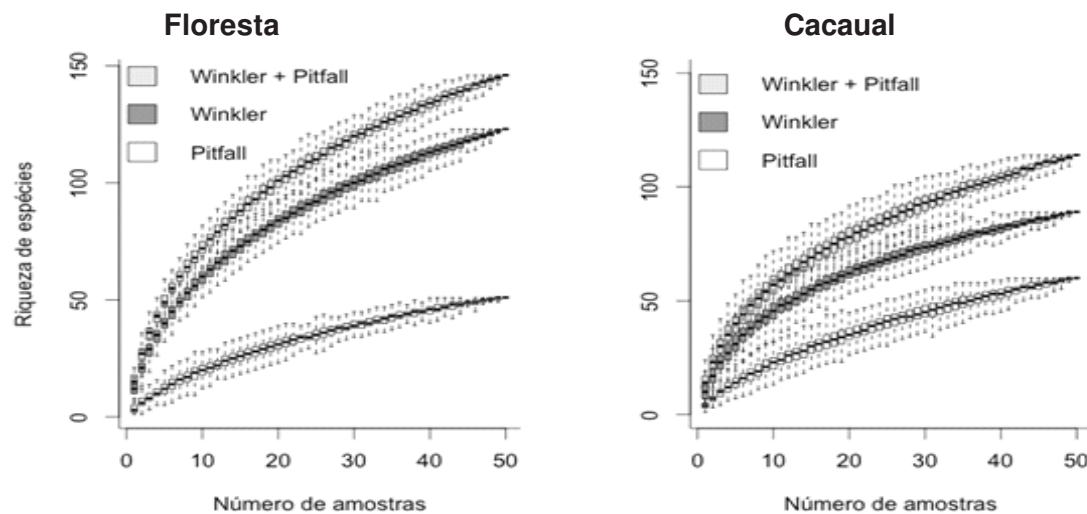 Floresta
Winkler + Pitfall
Winkler
Pitfall
Riqueza de espécies
150
100
50
0
0 10 20 30 40 50
Número de amostras
Cacaual
Winkler + Pitfall
Winkler
Pitfall
150
100
50
0
0 10 20 30 40 50
Número de amostras